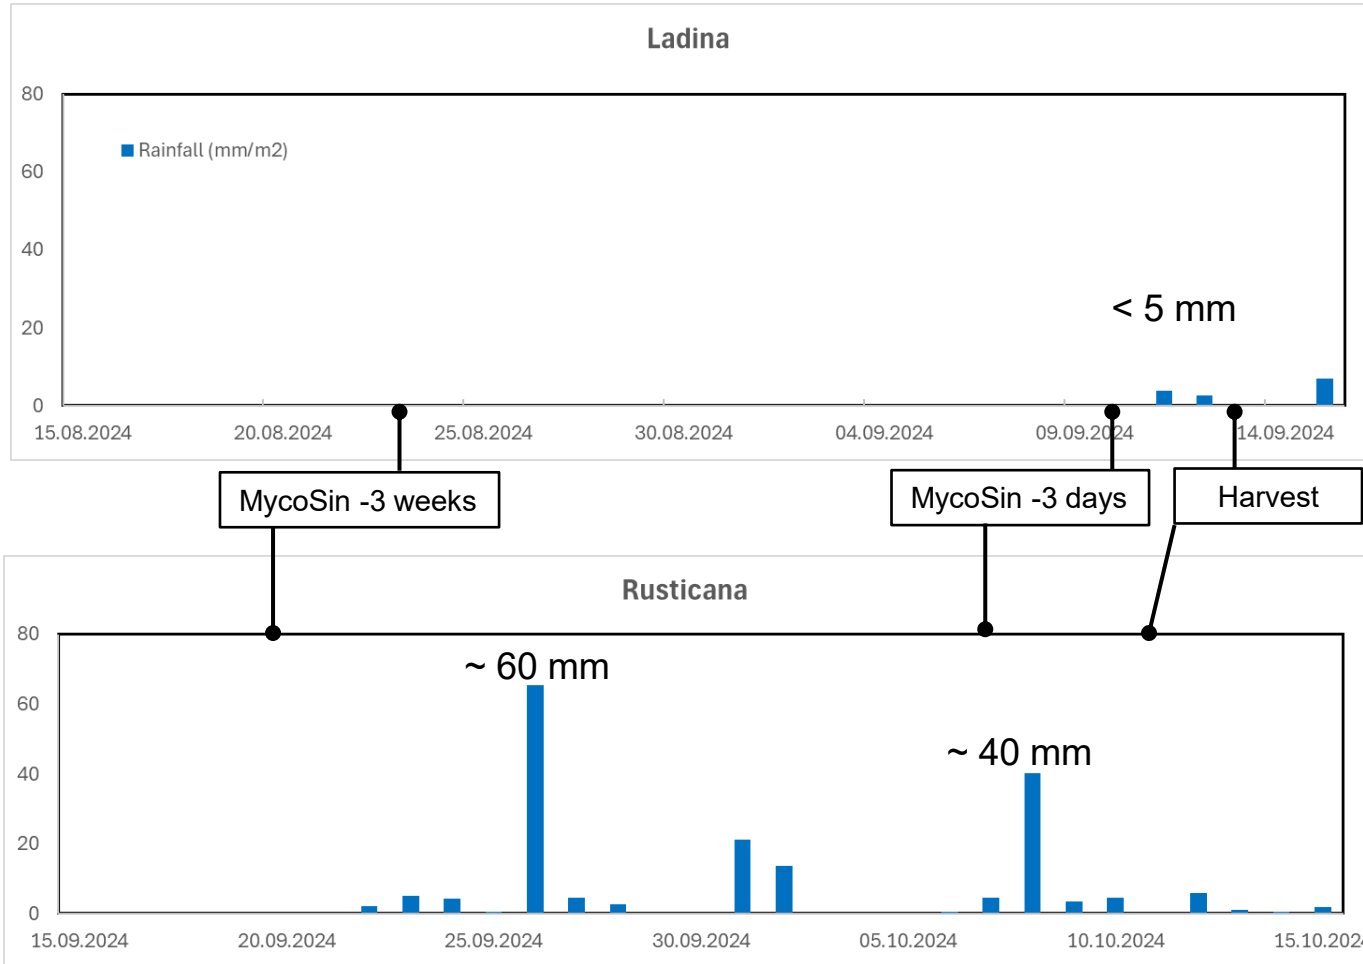 Ladina
80
Rainfall (mm/m2)
60
40
< 5 mm
20
0
15.08.2024 20.08.2024 25.08.2024 30.08.2024 04.09.2024 09.09.2024 14.09.2024
MycoSin -3 weeks MycoSin -3 days Harvest
Rusticana
80
~ 60 mm
60
~ 40 mm
40
20
0
15.09.2024 20.09.2024 25.09.2024 30.09.2024 05.10.2024 10.10.2024 15.10.2024